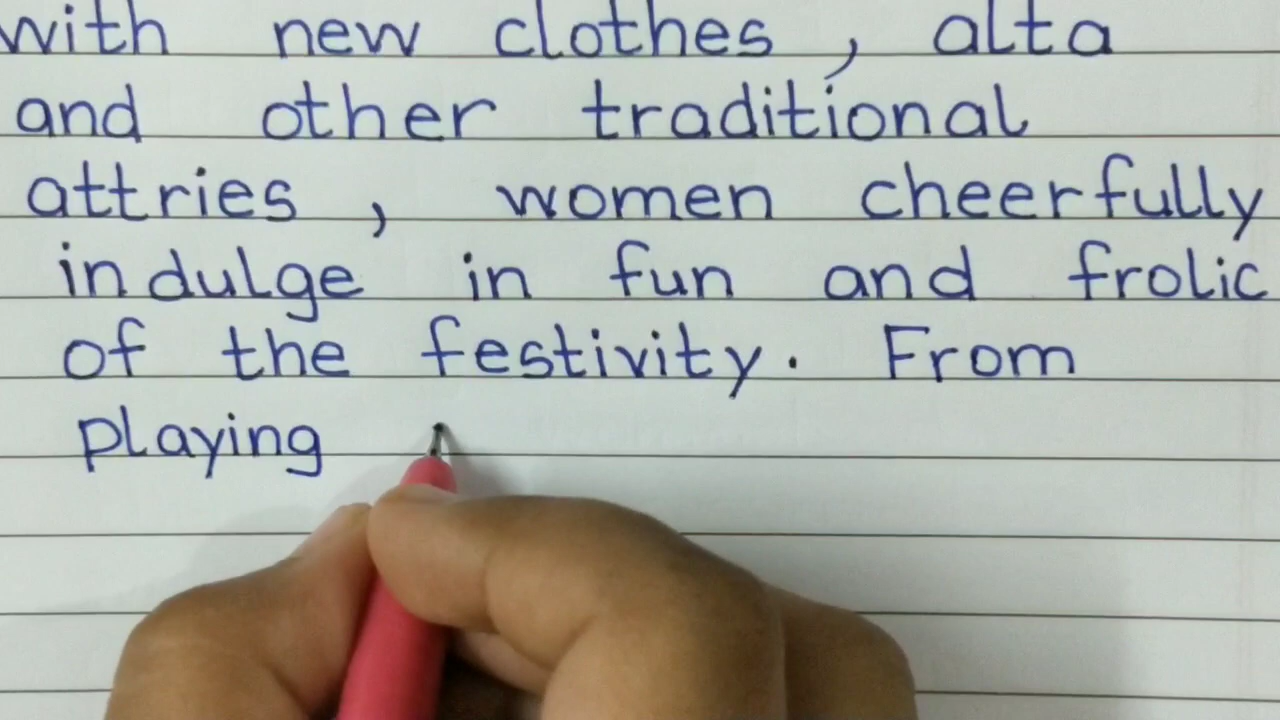 with new clothes, alta
and other traditional
attries, women cheerfully
indulge in fun and frolic
of the festivity. From
playing